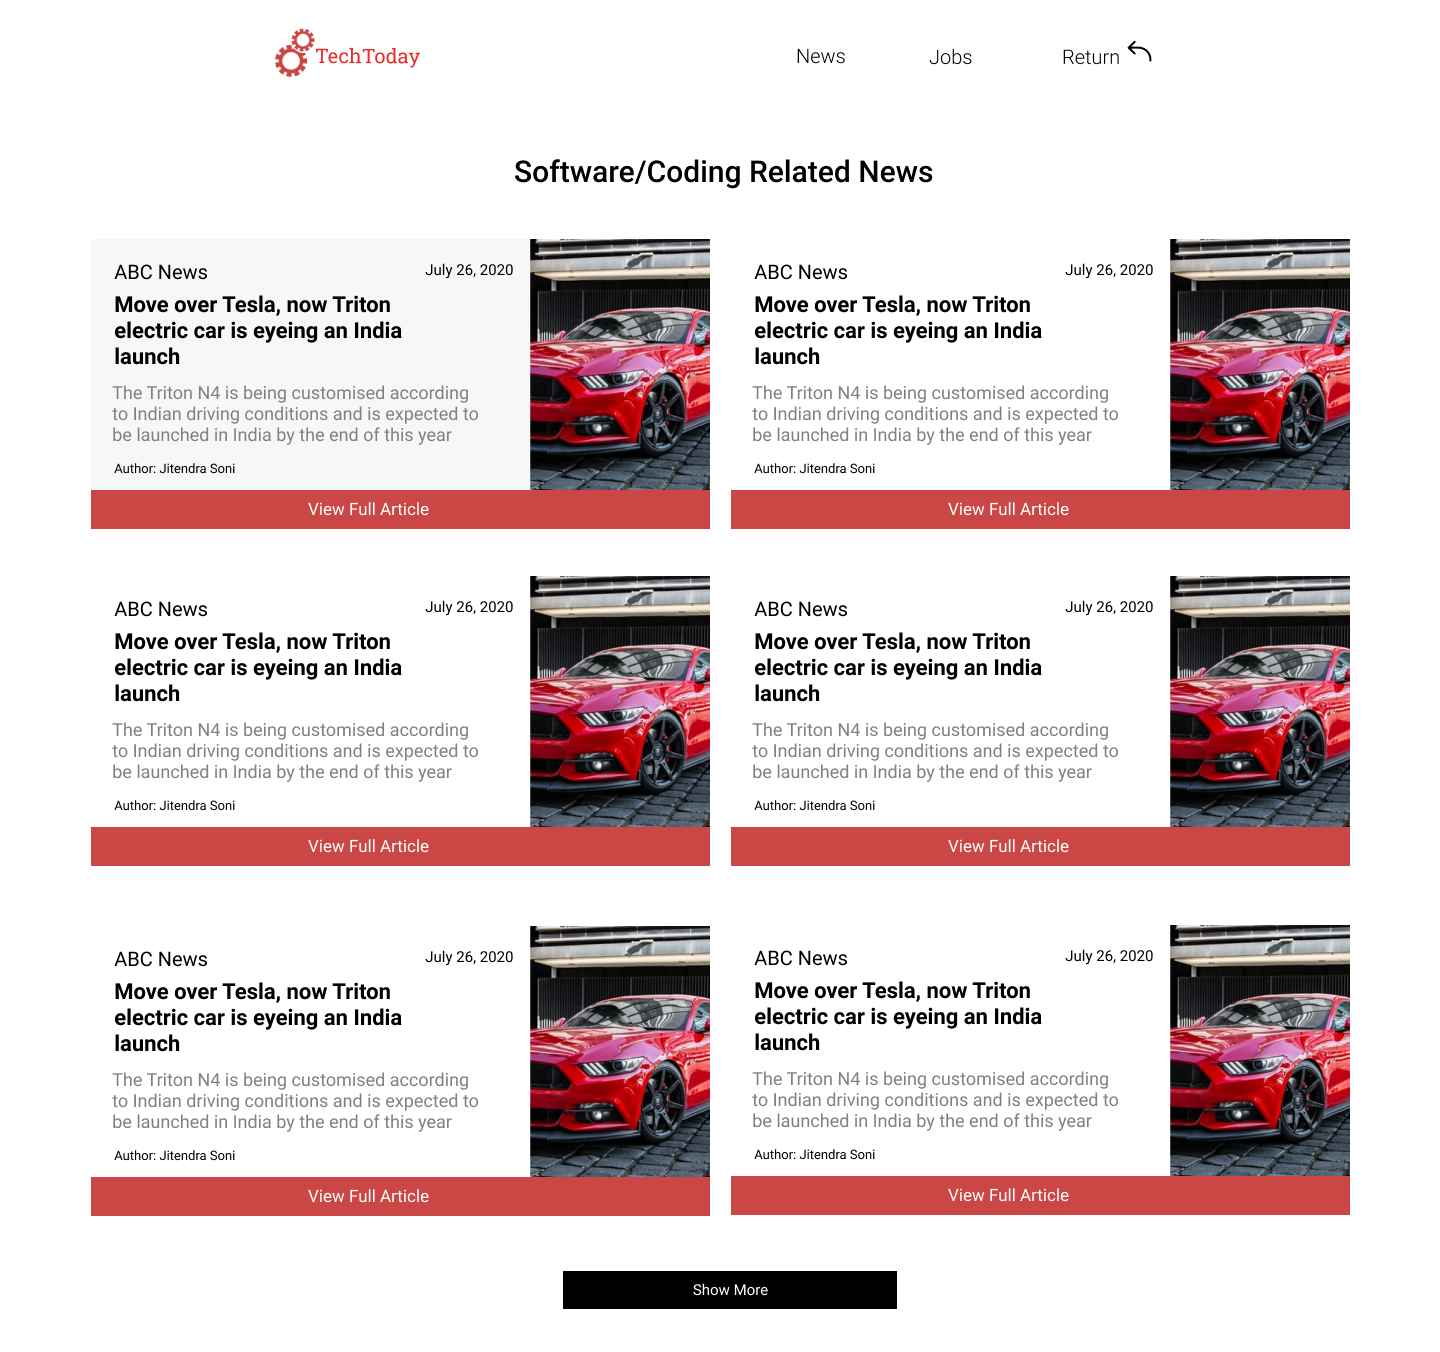 TechToday
News
Jobs
Return
Software/Coding Related News
ABC News
July 26, 2020
Move over Tesla, now Triton
electric car is eyeing an India
launch
The Triton N4 is being customised according
to Indian driving conditions and is expected to
be launched in India by the end of this year
Author: Jitendra Soni
View Full Article
ABC News
July 26, 2020
Move over Tesla, now Triton
electric car is eyeing an India
launch
The Triton N4 is being customised according
to Indian driving conditions and is expected to
be launched in India by the end of this year
Author: Jitendra Soni
View Full Article
ABC News
July 26, 2020
Move over Tesla, now Triton
electric car is eyeing an India
launch
The Triton N4 is being customised according
to Indian driving conditions and is expected to
be launched in India by the end of this year
Author: Jitendra Soni
View Full Article
ABC News
July 26, 2020
Move over Tesla, now Triton
electric car is eyeing an India
launch
The Triton N4 is being customised according
to Indian driving conditions and is expected to
be launched in India by the end of this year
Author: Jitendra Soni
View Full Article
ABC News
July 26, 2020
Move over Tesla, now Triton
electric car is eyeing an India
launch
The Triton N4 is being customised according
to Indian driving conditions and is expected to
be launched in India by the end of this year
Author: Jitendra Soni
View Full Article
ABC News
July 26, 2020
Move over Tesla, now Triton
electric car is eyeing an India
launch
The Triton N4 is being customised according
to Indian driving conditions and is expected to
be launched in India by the end of this year
Author: Jitendra Soni
View Full Article
Show More